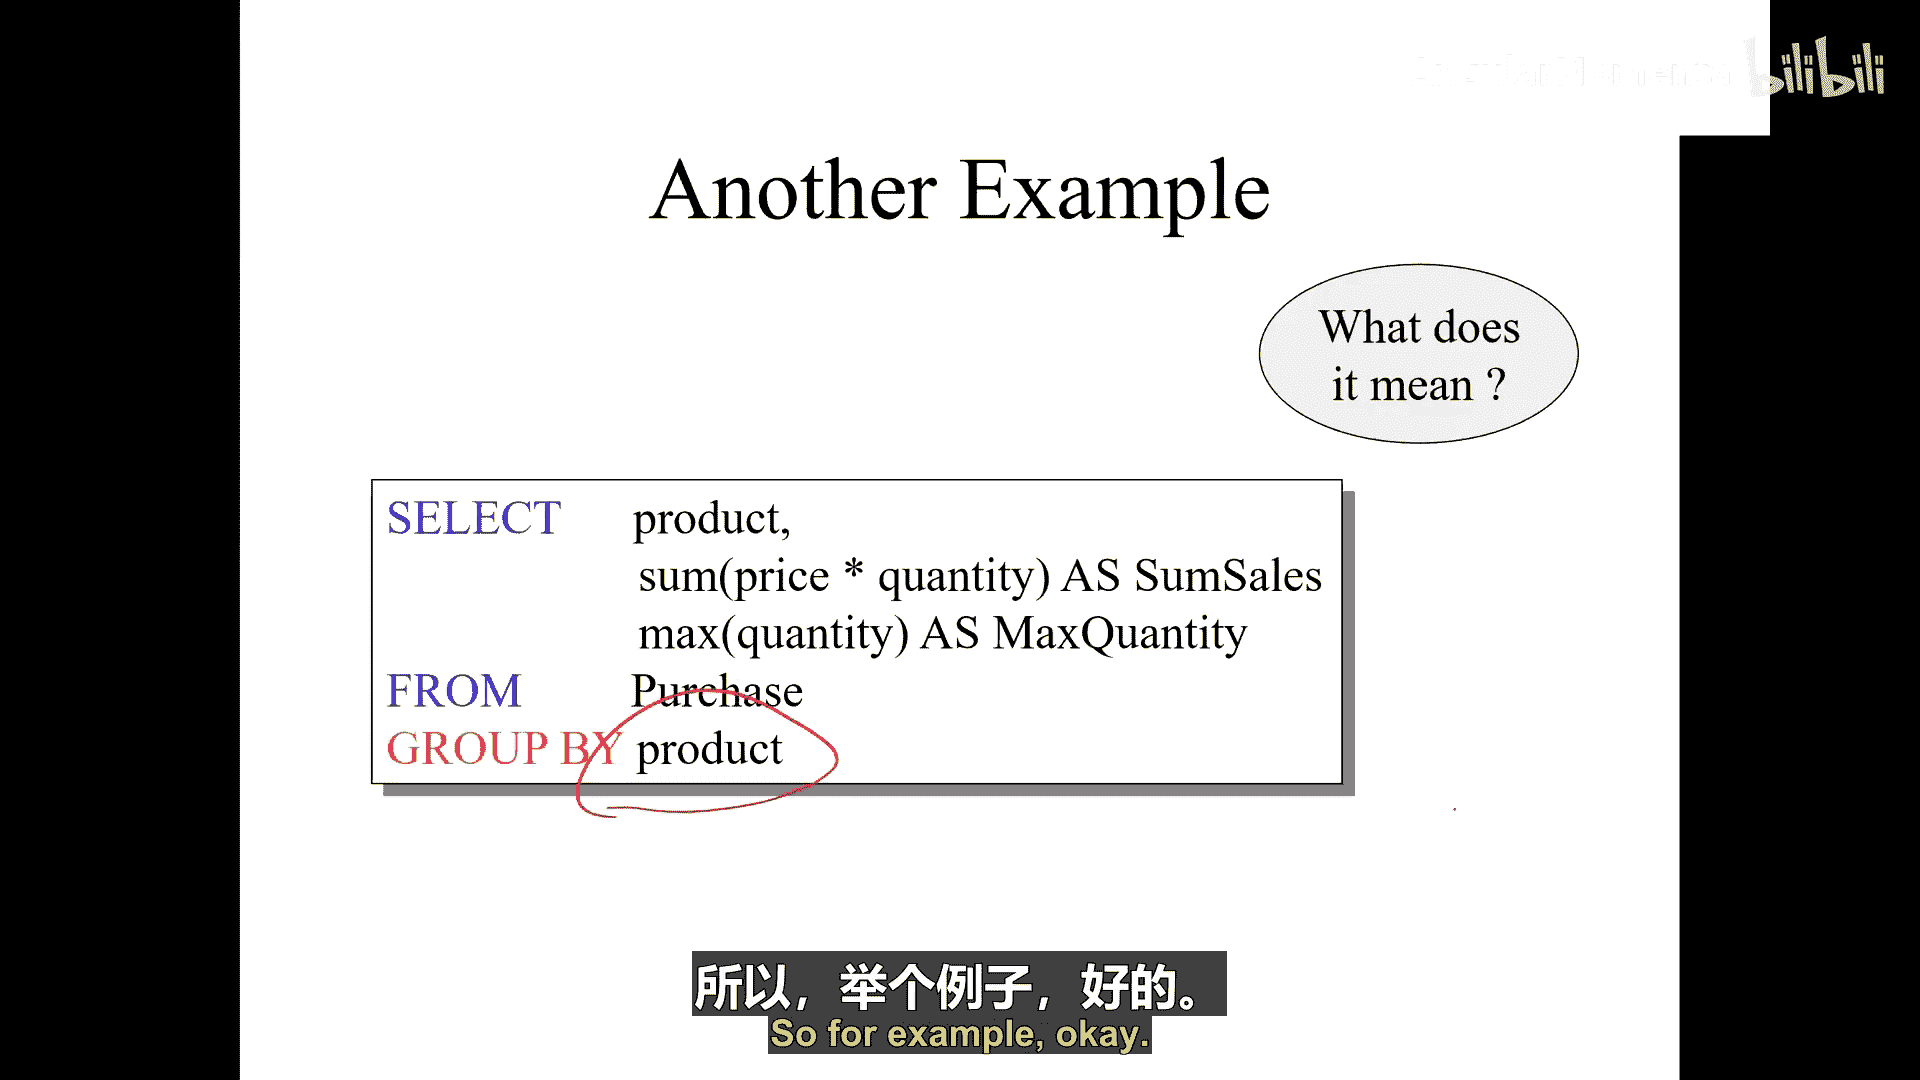 bilibili
Another Example
What does
it mean ?
SELECT product,
sum(price * quantity) AS SumSales
max(quantity) AS MaxQuantity
FROM Purchase
GROUP BY product
所以，举个例子，好的。
So for example, okay.